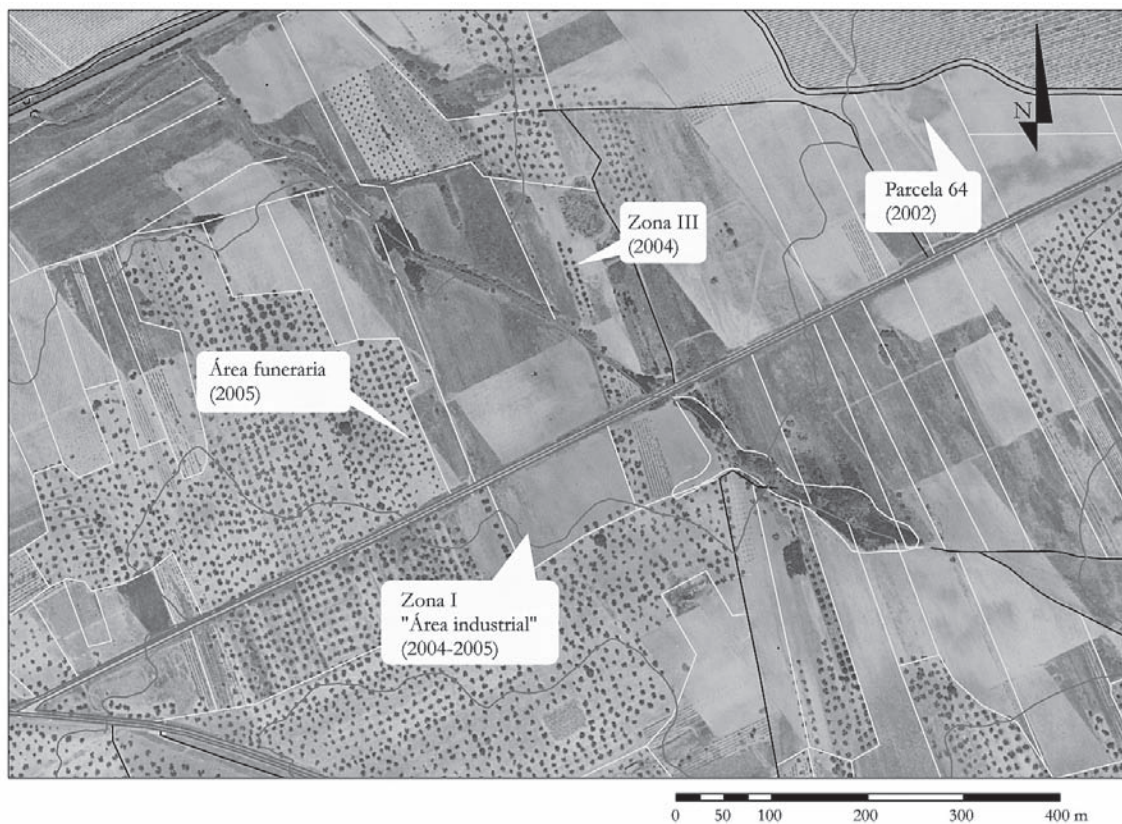 N
Parcela 64
(2002)
Zona III
(2004)
Área funeraria
(2005)
Zona I
"Área industrial"
(2004-2005)
0 50 100 200 300 400 m